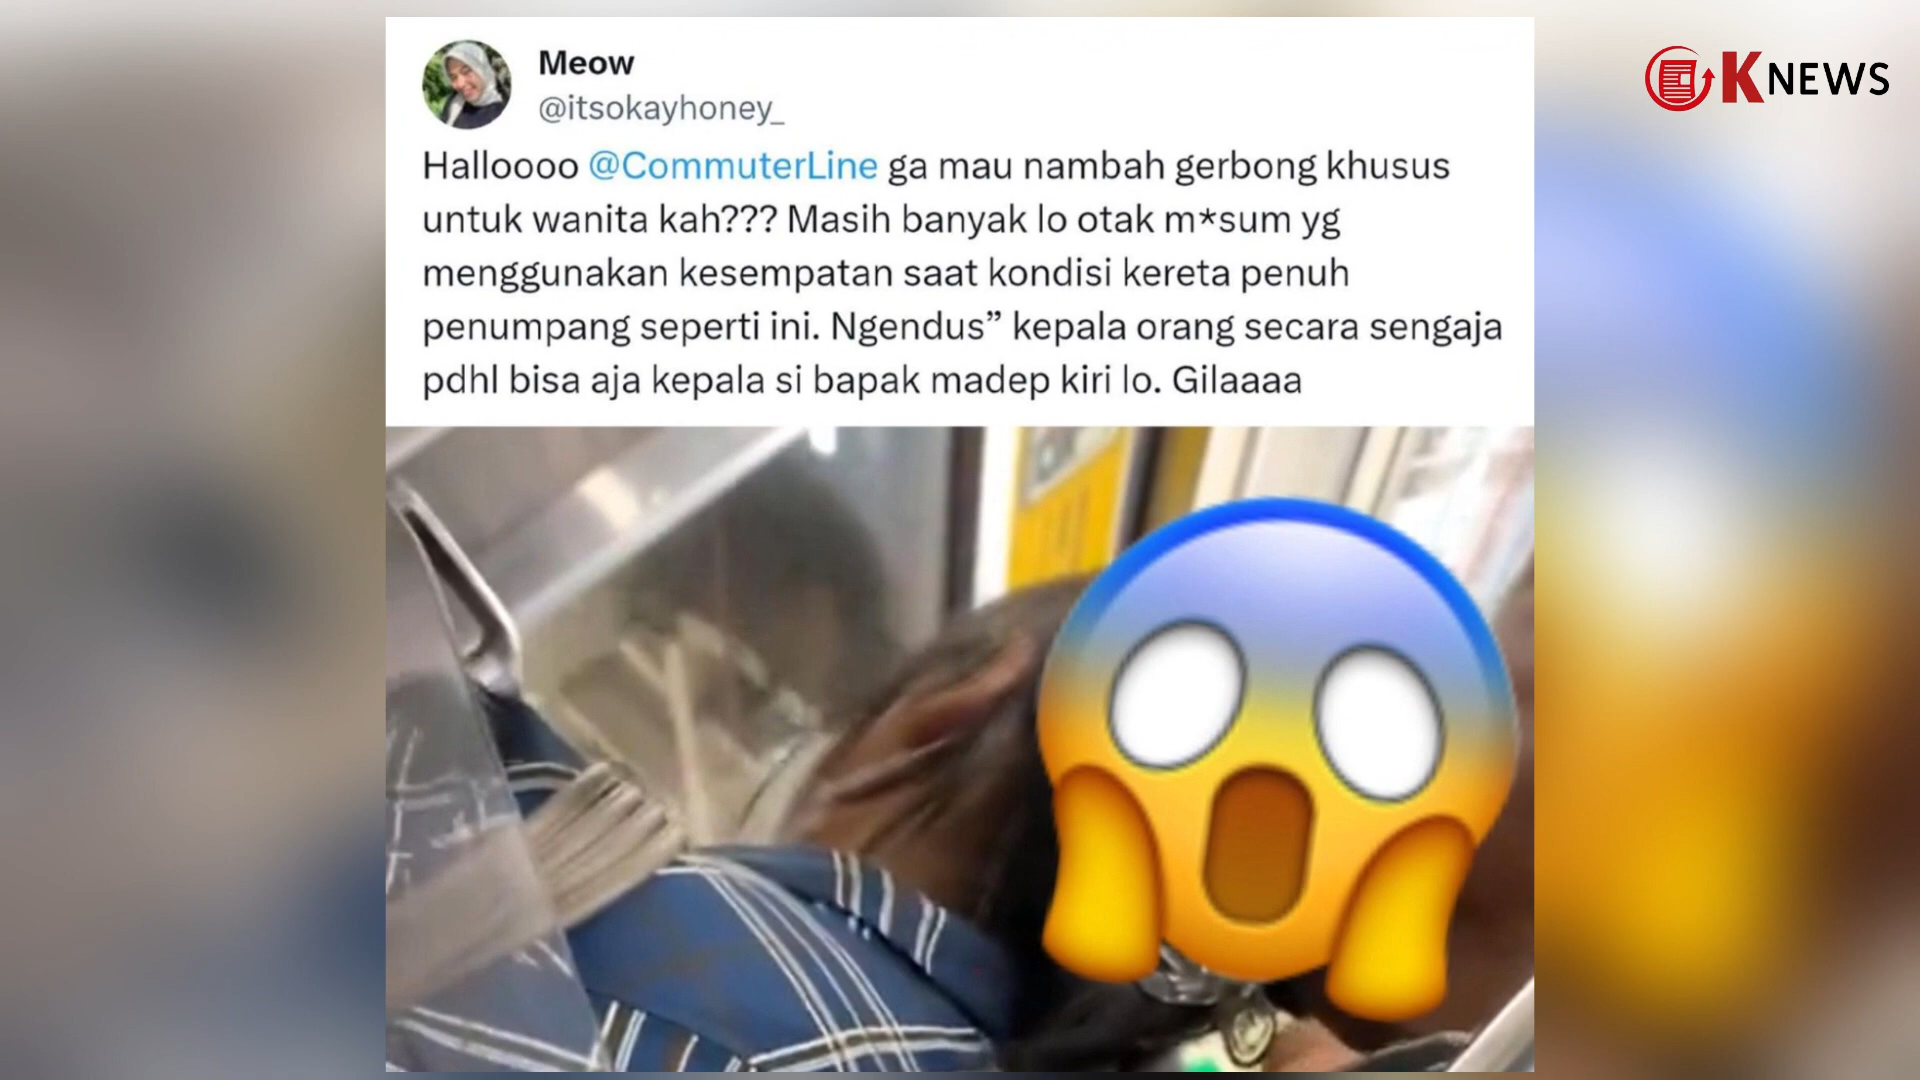 Meow
@itsokayhoney_
Halloooo @CommuterLine ga mau nambah gerbong khusus
untuk wanita kah??? Masih banyak lo otak m*sum yg
menggunakan kesempatan saat kondisi kereta penuh
penumpang seperti ini. Ngendus” kepala orang secara sengaja
pdhl bisa aja kepala si bapak madep kiri lo. Gilaaaa
KNEWS